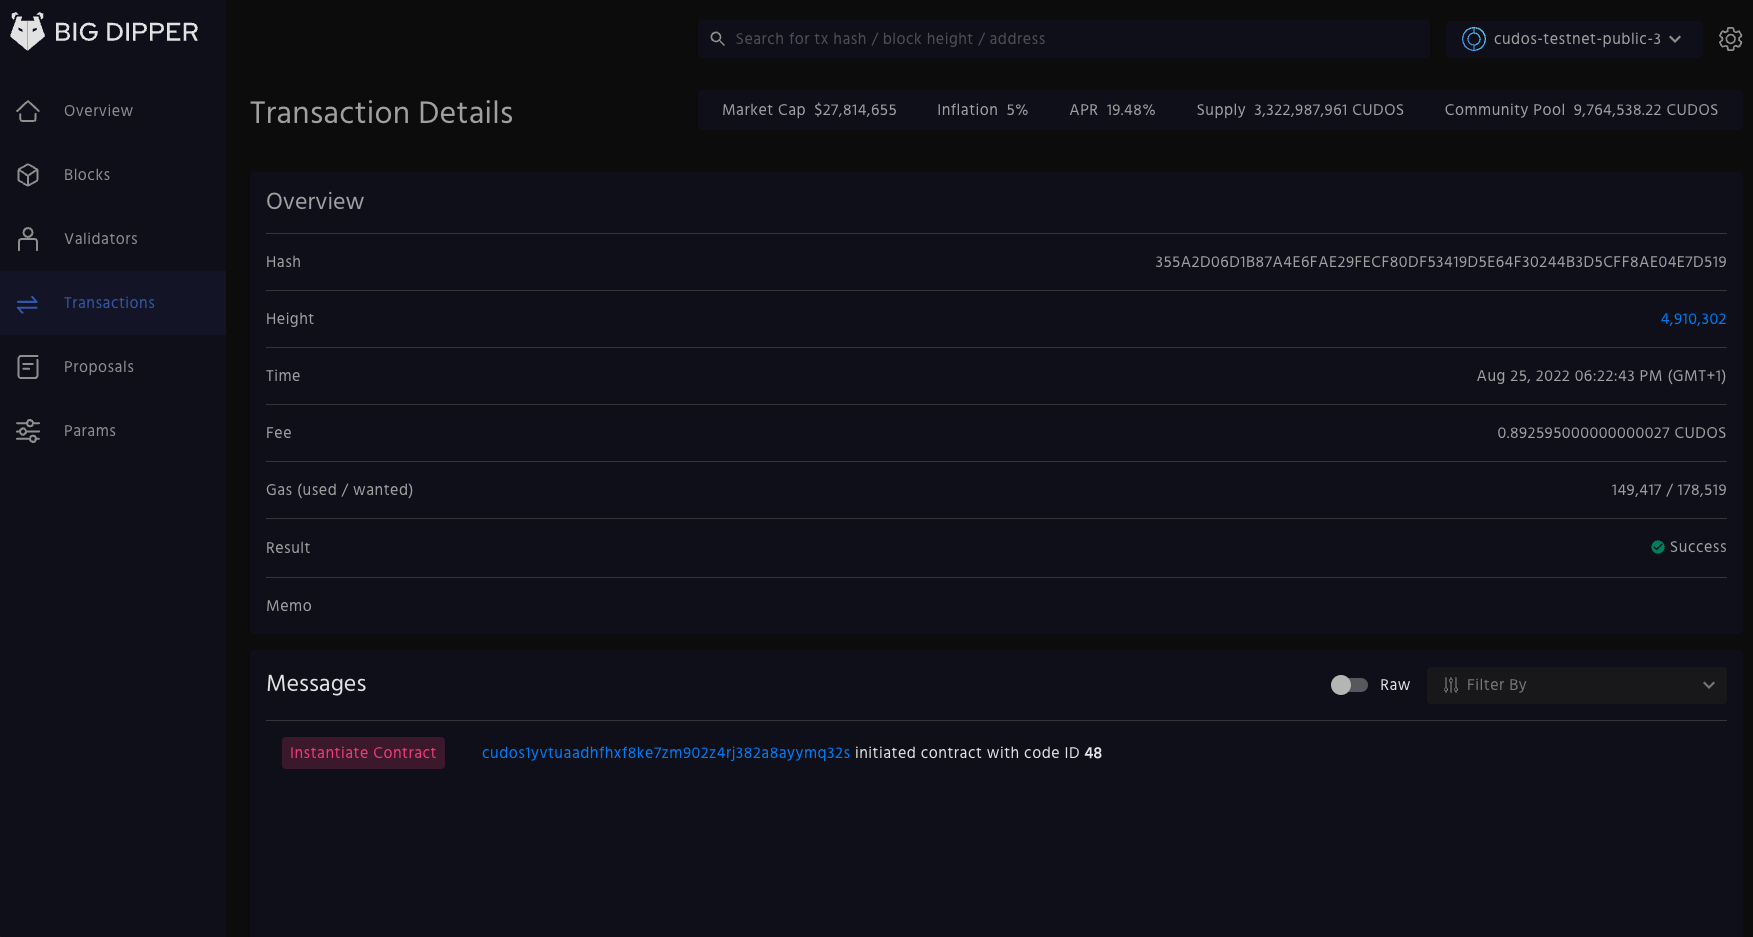 BIG DIPPER
Search for tx hash / block height / address
cudos-testnet-public-3
Overview
Blocks
Validators
Transactions
Proposals
Params
Transaction Details
Market Cap $27,814,655 Inflation 5% APR 19.48% Supply 3,322,987,961 CUDOS Community Pool 9,764,538.22 CUDOS
Overview
Hash 355A2D06D1B87A4E6FAE29FECF80DF53419D5E64F30244B3D5CFF8AE04E7D519
Height 4,910,302
Time Aug 25, 2022 06:22:43 PM (GMT+1)
Fee 0.892595000000000027 CUDOS
Gas (used / wanted) 149,417 / 178,519
Result Success
Memo
Messages Raw Filter By
Instantiate Contract cudos1yvtuaadhfhxf8ke7zm902z4rj382a8ayymq32s initiated contract with code ID 48